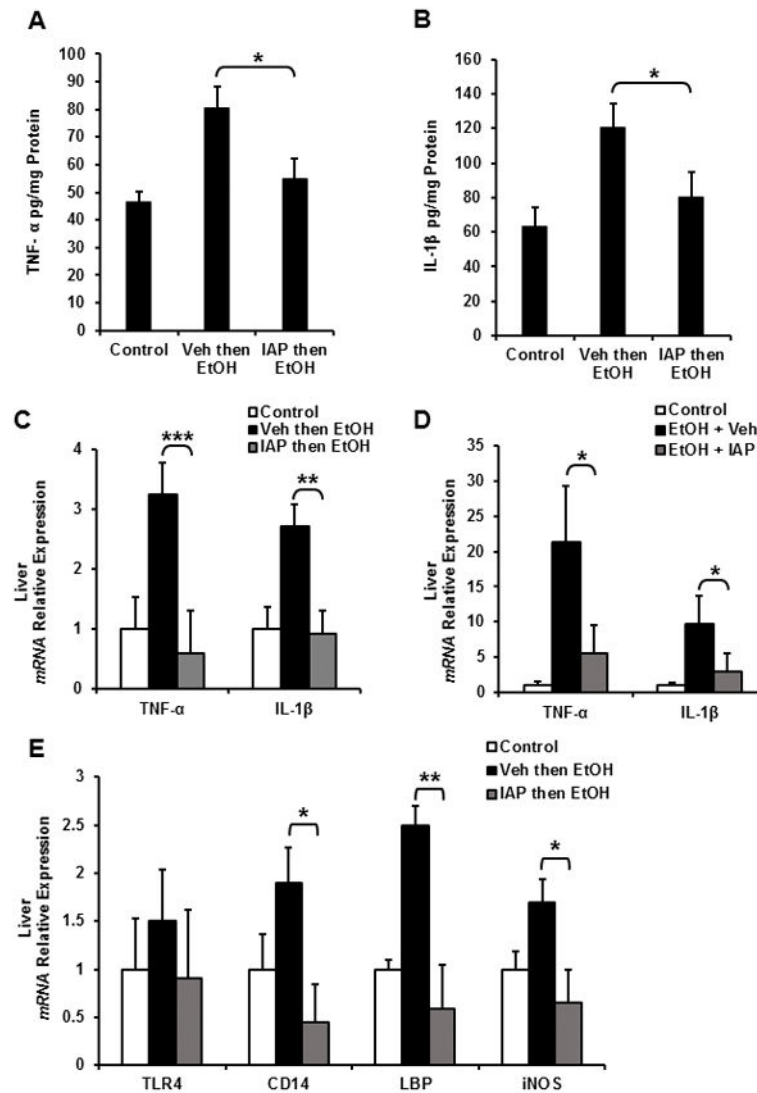 A
TNF- α pg/mg Protein
100
90
80
70
60
50
40
30
20
10
0
*
Control
Veh then
EtOH
IAP then
EtOH
B
IL-1β pg/mg Protein
160
140
120
100
80
60
40
20
0
*
Control
Veh then
EtOH
IAP then
EtOH
C
Control
Veh then EtOH
IAP then EtOH
Liver
mRNA Relative Expression
4
3
2
1
0
***
**
TNF-α
IL-1β
D
Control
EtOH + Veh
EtOH + IAP
Liver
mRNA Relative Expression
35
30
25
20
15
10
5
0
*
*
TNF-α
IL-1β
E
Control
Veh then EtOH
IAP then EtOH
Liver
mRNA Relative Expression
3
2.5
2
1.5
1
0.5
0
*
**
*
TLR4
CD14
LBP
iNOS